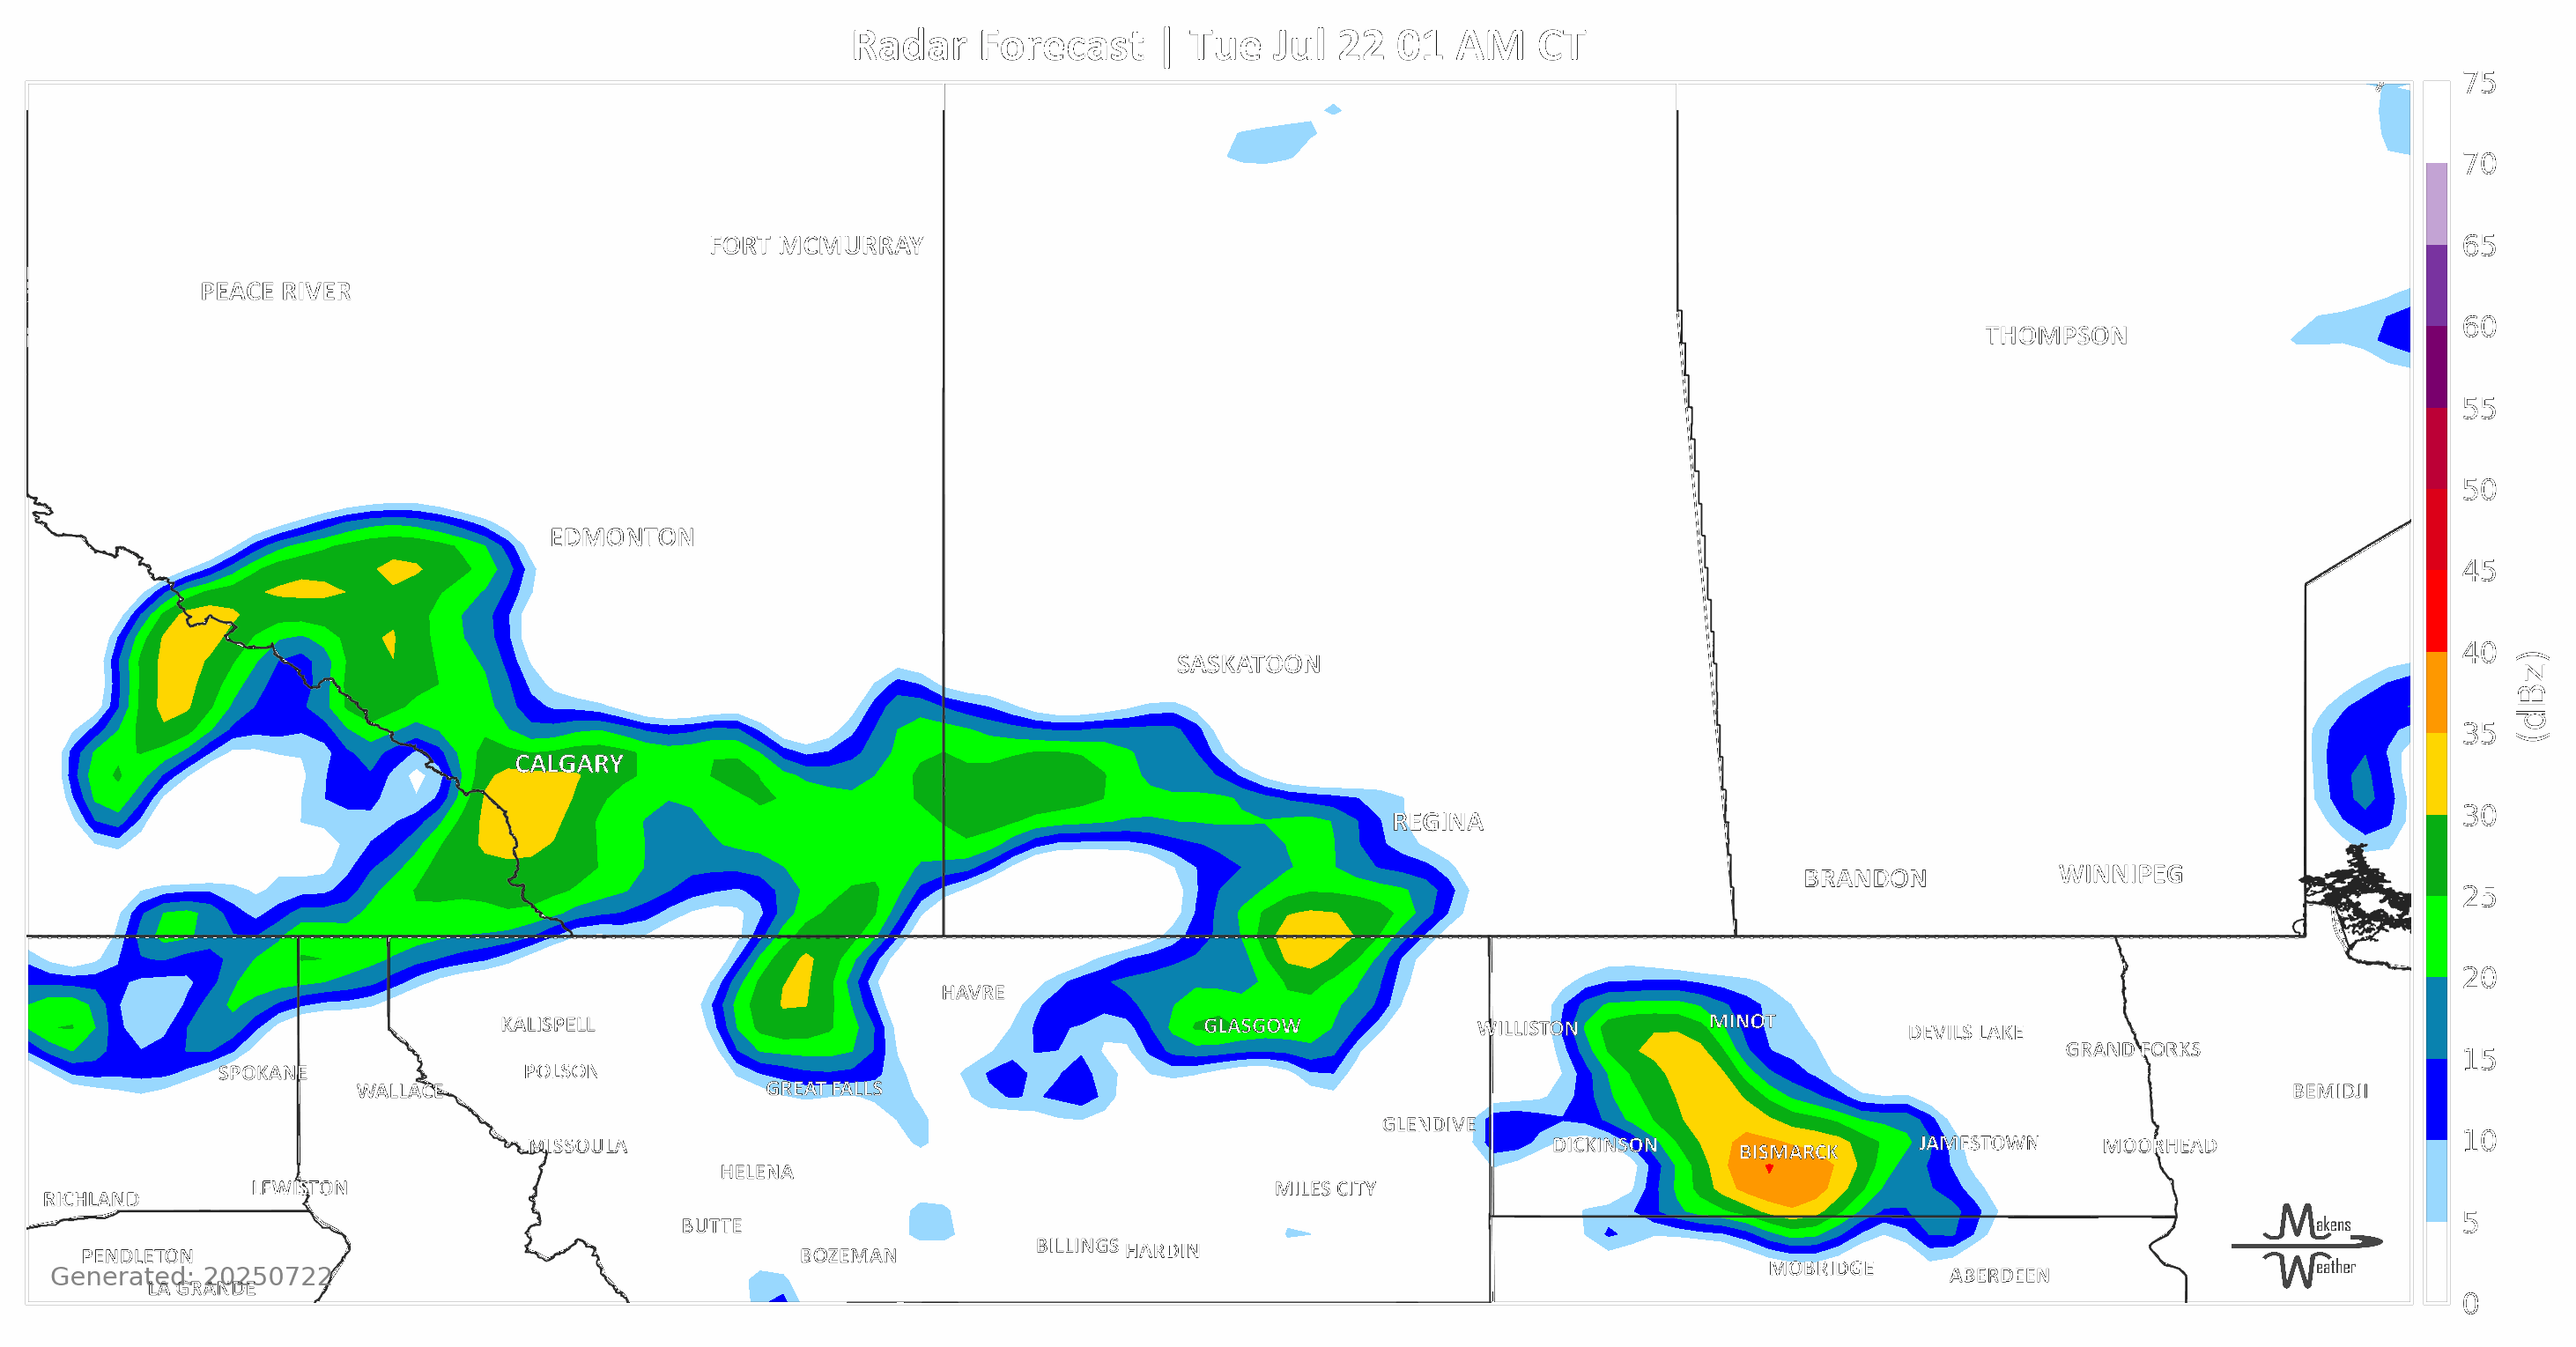 Radar Forecast | Tue Jul 22 01 AM CT
75
70
FORT MCMURRAY
65
PEACE RIVER
60
THOMPSON
55
50
EDMONTON
45
40
SASKATOON
(dBz)
35
CALGARY
30
REGINA
WINNIPEG
BRANDON
25
20
HAVRE
MINOT
KALISPELL
GLASGOW
WILLISTON
DEVILS LAKE
GRAND FORKS
15
SPOKANE
POLSON
GREAT FALLS
WALLACE
BEMIDJI
GLENDIVE
10
MISSOULA
DICKINSON
BISMARCK
JAMESTOWN
MOORHEAD
HELENA
LEWISTON
MILES CITY
RICHLAND
5
BUTTE
Makens
BILLINGS
HARDIN
PENDLETON
BOZEMAN
Weather
MOBRIDGE
ABERDEEN
Generated: 20250722
LA GRANDE
0